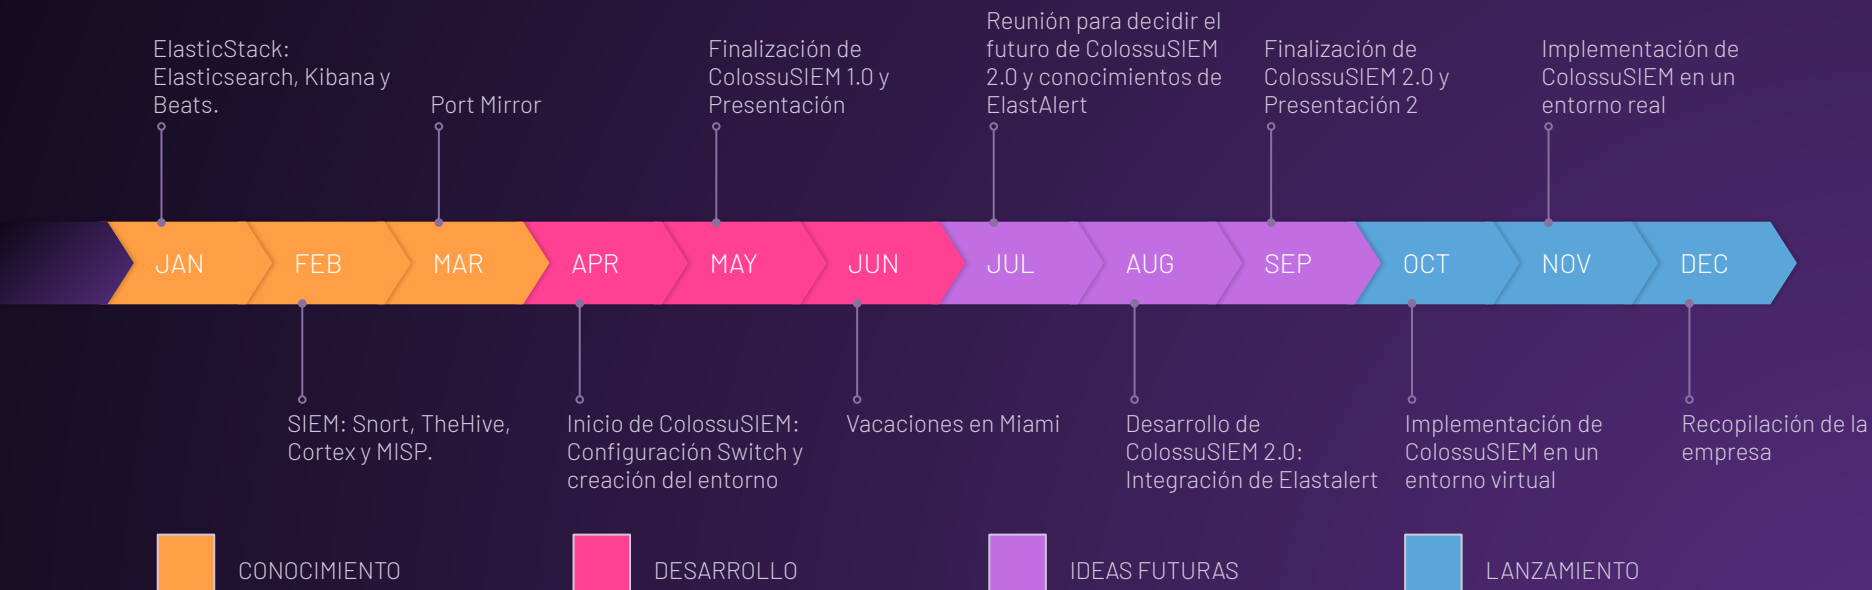 ElasticStack:
Elasticsearch, Kibana y
Beats.
Port Mirror
Finalización de
ColossuSIEM 1.0 y
Presentación
Reunión para decidir el
futuro de ColossuSIEM
2.0 y conocimientos de
ElastAlert
Finalización de
ColossuSIEM 2.0 y
Presentación 2
Implementación de
ColossuSIEM en un
entorno real
JAN
FEB
MAR
APR
MAY
JUN
JUL
AUG
SEP
OCT
NOV
DEC
SIEM: Snort, TheHive,
Cortex y MISP.
Inicio de ColossuSIEM:
Configuración Switch y
creación del entorno
Vacaciones en Miami
Desarrollo de
ColossuSIEM 2.0:
Integración de Elastalert
Implementación de
ColossuSIEM en un
entorno virtual
Recopilación de la
empresa
CONOCIMIENTO
DESARROLLO
IDEAS FUTURAS
LANZAMIENTO